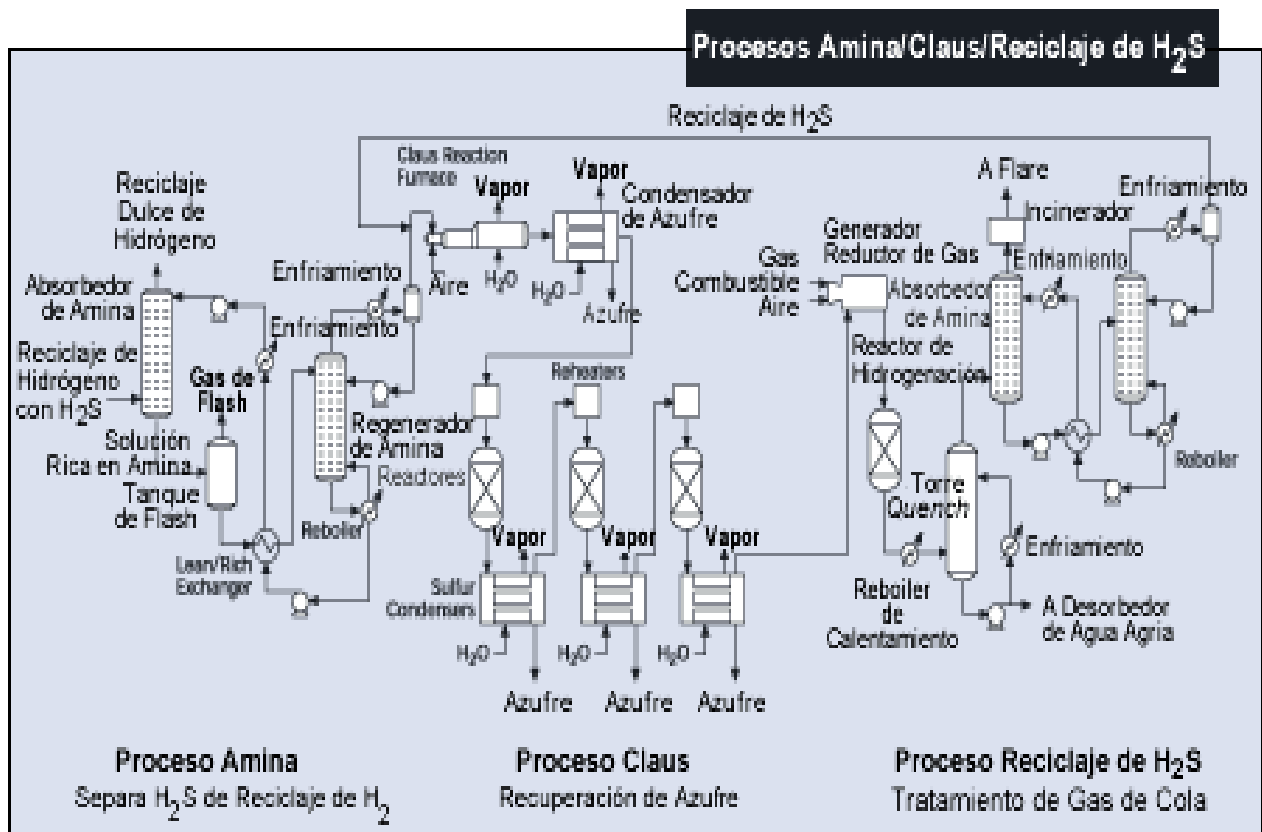 Procesos Amina/Claus/Reciclaje de H2S
Reciclaje de H2S
Claus Reaction
Furnace
Vapor
Vapor
Condensador
de Azufre
A Flare
Enfriamiento
Incinerador
Reciclaje
Dulce de
Hidrógeno
Generador
Reductor de Gas
Enfriamiento
Enfriamiento
Aire
H2O
H2O
Azufre
Gas
Combustible
Aire
Absorbedor
de Amina
Absorbedor
de Amina
Enfriamiento
Reciclaje de
Hidrógeno
con H2S
Gas de
Flash
Reheaters
Reactor de
Hidrogenación
Solución
Rica en Amina
Tanque
de Flash
Regenerador
de Amina
Reactores
Reboiler
Reboiler
Torre
Quench
Lean/Rich
Exchanger
Vapor
Vapor
Vapor
Enfriamiento
Sulfur
Condensers
Reboiler
de
Calentamiento
A Desorbedor
de Agua Agria
H2O
H2O
H2O
Azufre
Azufre
Azufre
Proceso Amina
Separa H2S de Reciclaje de H2
Proceso Claus
Recuperación de Azufre
Proceso Reciclaje de H2S
Tratamiento de Gas de Cola